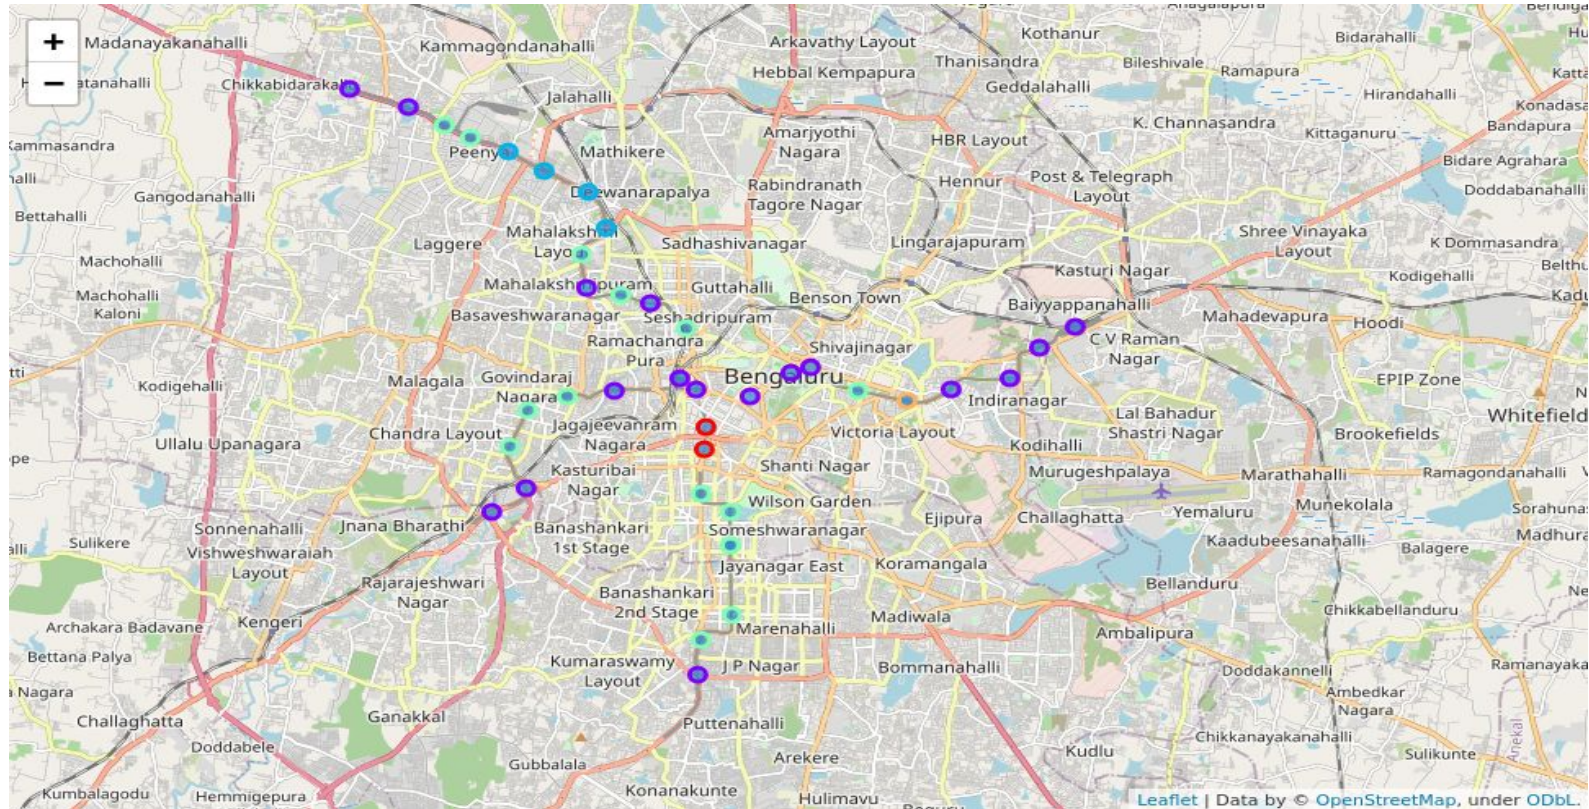 +
−
Madanayakanahalli
Kammagondanahalli
Arkavathy Layout
Kothanur
Bidarahalli
Thanisandra
Bileshivale
Ramapura
Hebbal Kempapura
Geddalahalli
Hirandahalli
Jalahalli
Konadasa
Kammasandra
Amarjyothi
Nagara
HBR Layout
K. Channasandra
Kittaganuru
Bandapura
Peenya
Mathikere
Bidare Agrahara
Gangodanahalli
Rabindranath
Tagore Nagar
Hennur
Post & Telegraph
Layout
Doddabanahalli
Bettahalli
Laggere
Sadhashivanagar
Lingarajapuram
Shree Vinayaka
Layout
K Dommasandra
Machohalli
Kasturi Nagar
Kodigehalli
Machohalli
Kaloni
Guttahalli
Benson Town
Baiyyappanahalli
Basaveshwaranagar
Seshadripuram
Mahadevapura
Hoodi
Ramachandra
Pura
Shivajinagar
C V Raman
Nagar
Kodigehalli
Malagala
Govindaraj
Nagara
Bengaluru
EPIP Zone
Indiranagar
Whitefield
Chandra Layout
Jagajeevanram
Nagara
Victoria Layout
Lal Bahadur
Shastri Nagar
Brookefields
Ullalu Upanagara
Kodihalli
Kasturibai
Nagar
Shanti Nagar
Murugeshpalaya
Marathahalli
Ramagondanahalli
Wilson Garden
Sonnenahalli
Jnana Bharathi
Banashankari
1st Stage
Someshwaranagar
Ejipura
Challaghatta
Yemaluru
Munekolala
Sulikere
Vishweshwaraiah
Layout
Kaadubeesanahalli
Balagere
Jayanagar East
Koramangala
Rajarajeshwari
Nagar
Banashankari
2nd Stage
Bellanduru
Chikkabellanduru
Archakara Badavane
Kengeri
Marenahalli
Madiwala
Ambalipura
Bettana Palya
Kumaraswamy
Layout
J P Nagar
Bommanahalli
Doddakannelli
Ambedkar
Nagara
Challaghatta
Ganakkal
Puttenahalli
Chikkanayakanahalli
Anekal
Doddabele
Gubbalala
Arekere
Kudlu
Sulikunte
Kumbalagodu
Hemmigepura
Konanakunte
Hulimavu
Leaflet | Data by © OpenStreetMap, under ODbL